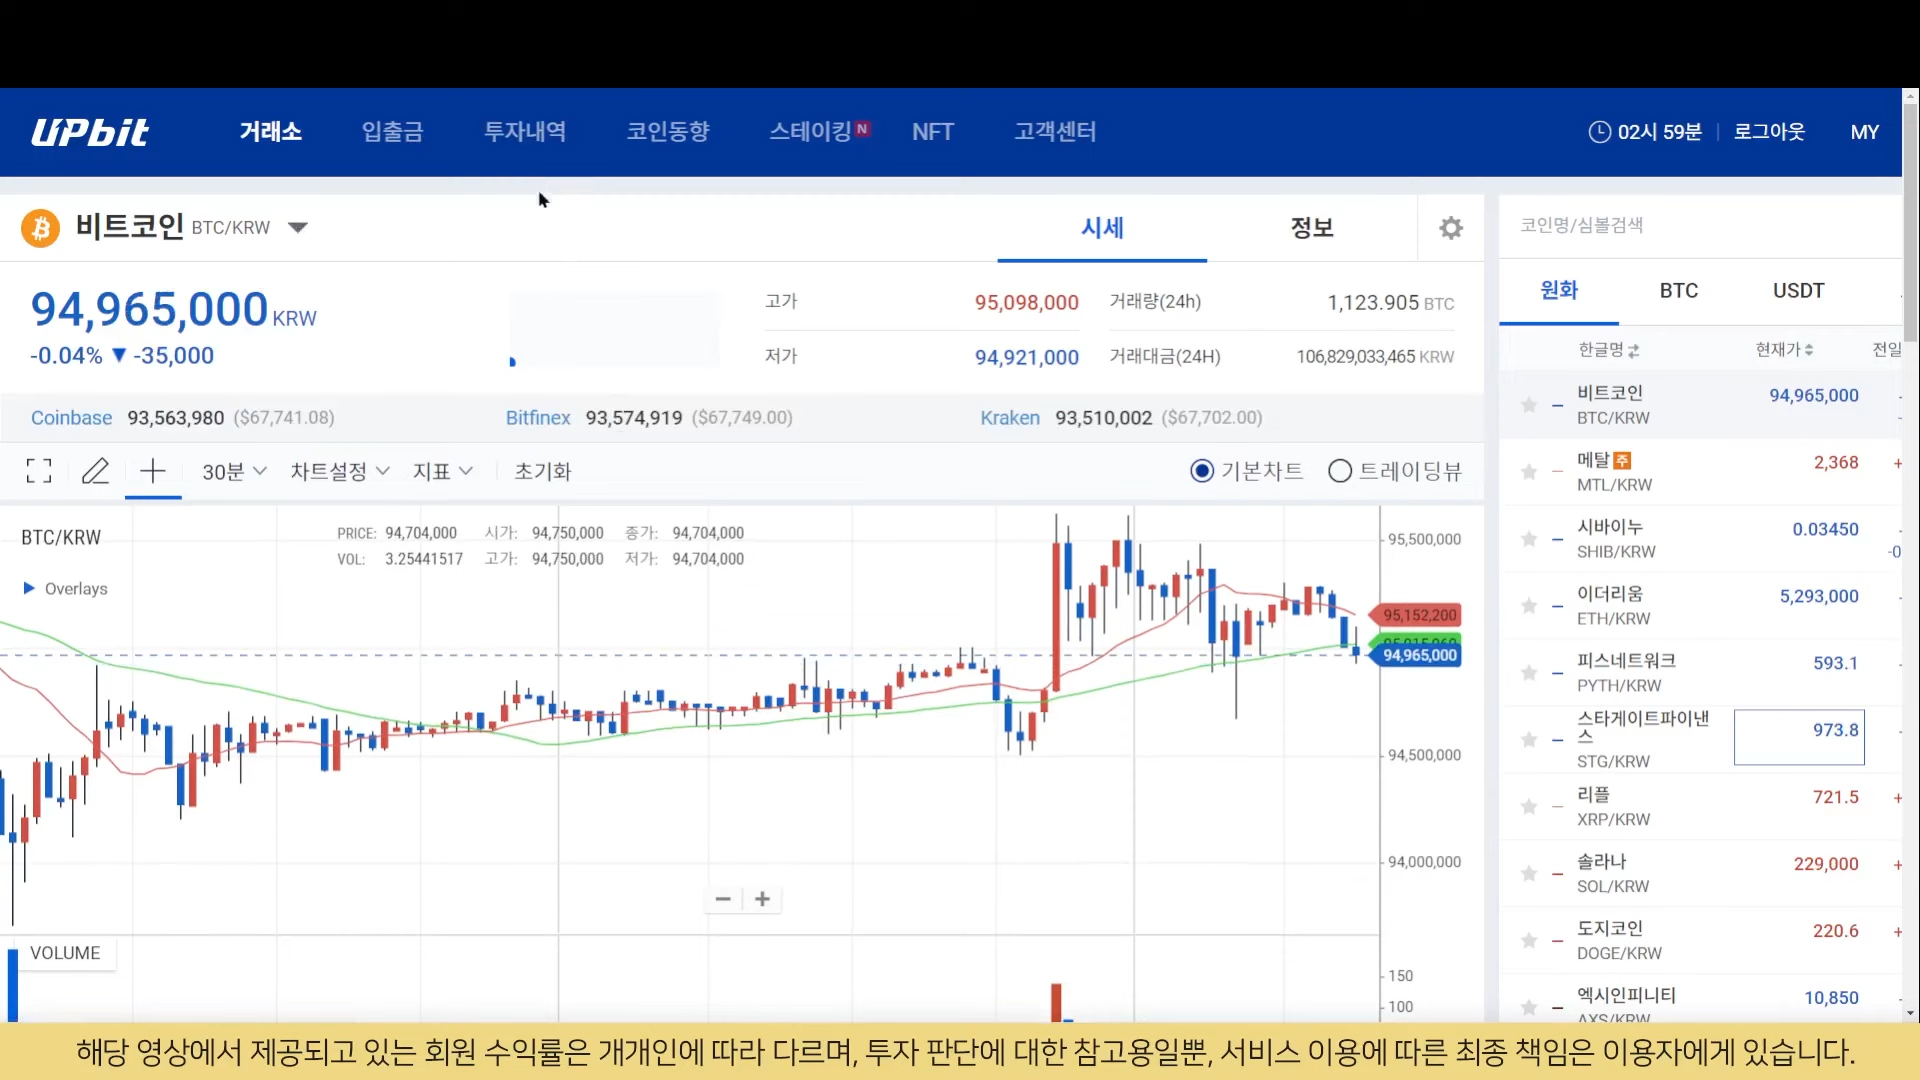 UPbit 거래소 입출금 투자내역 코인동향 스테이킹 N NFT 고객센터 02시 59분 로그아웃 MY
비트코인 BTC/KRW 시세 정보
94,965,000 KRW
-0.04% ▼ -35,000
고가 95,098,000 거래량(24h) 1,123.905 BTC
저가 94,921,000 거래대금(24H) 106,829,033,465 KRW
Coinbase 93,563,980 ($67,741.08) Bitfinex 93,574,919 ($67,749.00) Kraken 93,510,002 ($67,702.00)
30분 차트설정 지표 초기화 기본차트 트레이딩뷰
BTC/KRW
PRICE: 94,704,000 시가: 94,750,000 종가: 94,704,000
VOL: 3.25441517 고가: 94,750,000 저가: 94,704,000
Overlays
95,500,000
95,152,200
94,965,000
94,500,000
94,000,000
VOLUME
150
100
코인명/심볼검색
원화 BTC USDT
한글명 현재가 전일
비트코인 94,965,000
BTC/KRW
메탈 주 2,368 +
MTL/KRW
시바이누 0.03450
SHIB/KRW -0
이더리움 5,293,000
ETH/KRW
피스네트워크 593.1
PYTH/KRW
스타게이트파이낸
스 973.8
STG/KRW
리플 721.5 +
XRP/KRW
솔라나 229,000 +
SOL/KRW
도지코인 220.6 +
DOGE/KRW
엑시인피니티 10,850
AXS/KRW
해당 영상에서 제공되고 있는 회원 수익률은 개개인에 따라 다르며, 투자 판단에 대한 참고용일뿐, 서비스 이용에 따른 최종 책임은 이용자에게 있습니다.